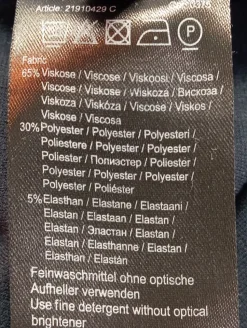 Article: 21910429 C
0375
Fabric
65% Viskose / Viscose / Viskoosi / Viscosa /
Viscose / Viskose / Wiskoza / Вискоза /
Viskoza / Viskóza / Viscose / Viskos /
Viskose / Viscosa
30% Polyester / Polyester / Polyesteri /
Poliestere / Polyester / Polyester /
Poliester / Полиэстер / Poliester /
Poliester / Polyester / Polyester /
Polyester / Poliéster
5% Elasthan / Elastane / Elastaani /
Elastan / Elastaan / Elastan /
Elastan / Эластан / Elastan /
Elastan / Elasthanne / Elastan /
Elasthan / Elastán
Feinwaschmittel ohne optische
Aufheller verwenden
Use fine detergent without optical
brightener